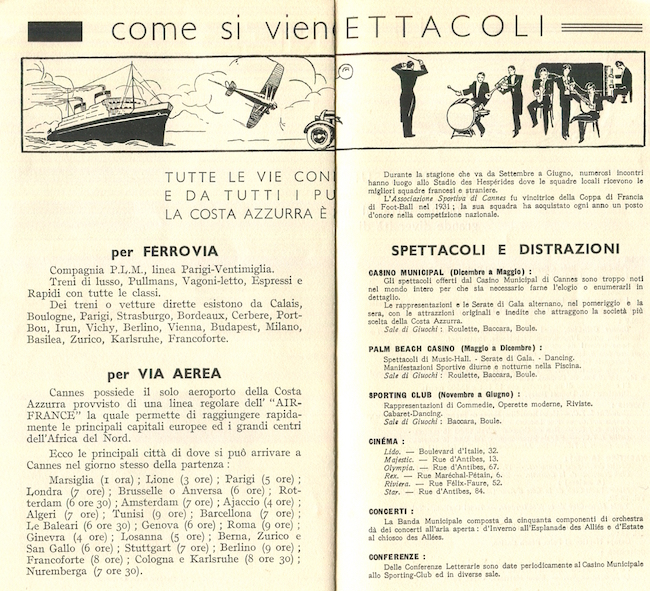 come si vien
TUTTE LE VIE CON
E DA TUTTI I PU
LA COSTA AZZURRA È
per FERROVIA
Compagnia P.L.M., linea Parigi-Ventimiglia.
Treni di lusso, Pullmans, Vagoni-letto, Espressi e
Rapidi con tutte le classi.
Dei treni o vetture dirette esistono da Calais,
Boulogne, Parigi, Strasburgo, Bordeaux, Cerbere, Port-
Bou, Irun, Vichy, Berlino, Vienna, Budapest, Milano,
Basilea, Zurico, Karlsruhe, Francoforte.
per VIA AEREA
Cannes possiede il solo aeroporto della Costa
Azzurra provvisto di una linea regolare dell' "AIR-
FRANCE" la quale permette di raggiungere rapida-
mente le principali capitali europee ed i grandi centri
dell'Africa del Nord.
Ecco le principali città di dove si può arrivare a
Cannes nel giorno stesso della partenza :
Marsiglia (1 ora) ; Lione (3 ore) ; Parigi (5 ore) ;
Londra (7 ore) ; Brusselle o Anversa (6 ore) ; Rot-
terdam (6 ore 30) ; Amsterdam (7 ore) ; Ajaccio (4 ore) ;
Algeri (7 ore) ; Tunisi (9 ore) ; Barcellona (7 ore) ;
Le Baleari (6 ore 30) ; Genova (6 ore) ; Roma (9 ore) ;
Ginevra (4 ore) ; Losanna (5 ore) ; Berna, Zurico e
San Gallo (6 ore) ; Stuttgart (7 ore) ; Berlino (9 ore) ;
Francoforte (8 ore) ; Cologna e Karlsruhe (8 ore 30) ;
Nuremberga (7 ore 30).
ETTACOLI
Durante la stagione che va da Settembre a Giugno, numerosi incontri
hanno luogo allo Stadio des Hespérides dove le squadre locali ricevono le
migliori squadre francesi e straniere.
L'Associazione Sportiva di Cannes fu vincitrice della Coppa di Francia
di Foot-Ball nel 1931 ; la sua squadra ha acquistato ogni anno un posto
d'onore nella competizione nazionale.
SPETTACOLI E DISTRAZIONI
CASINO MUNICIPAL (Dicembre a Maggio) :
Gli spettacoli offerti dal Casino Municipal di Cannes sono troppo noti
nel mondo intero per che sia necessario farne l'elogio o enumerarli in
dettaglio.
Le rappresentazioni e le Serate di Gala alternano, nel pomeriggio e la
sera, con le attrazioni originali e inedite che attraggono la società più
scelta della Costa Azzurra.
Sale di Giuochi : Roulette, Baccara, Boule.
PALM BEACH CASINO (Maggio a Dicembre) :
Spettacoli di Music-Hall. - Serate di Gala. - Dancing.
Manifestazioni Sportive diurne e notturne nella Piscina.
Sale di Giuochi : Roulette, Baccara, Boule.
SPORTING CLUB (Novembre a Giugno) :
Rappresentazioni di Commedie, Operette moderne, Riviste.
Cabaret-Dancing.
Sale di Giuochi : Baccara, Boule.
CINÉMA :
Lido. — Boulevard d'Italie, 32.
Majestic. — Rue d'Antibes, 13.
Olympia. — Rue d'Antibes, 67.
Rex. — Rue Maréchal-Pétain, 6.
Riviera. — Rue Félix-Faure, 52.
Star. — Rue d'Antibes, 84.
CONCERTI :
La Banda Municipale composta da cinquanta componenti di orchestra
dà dei concerti all'aria aperta : d'Inverno all'Esplanade des Alliés e d'Estate
al chiosco des Allées.
CONFERENZE :
Delle Conferenze Letterarie sono date periodicamente al Casino Municipale
allo Sporting-Club ed in diverse sale.